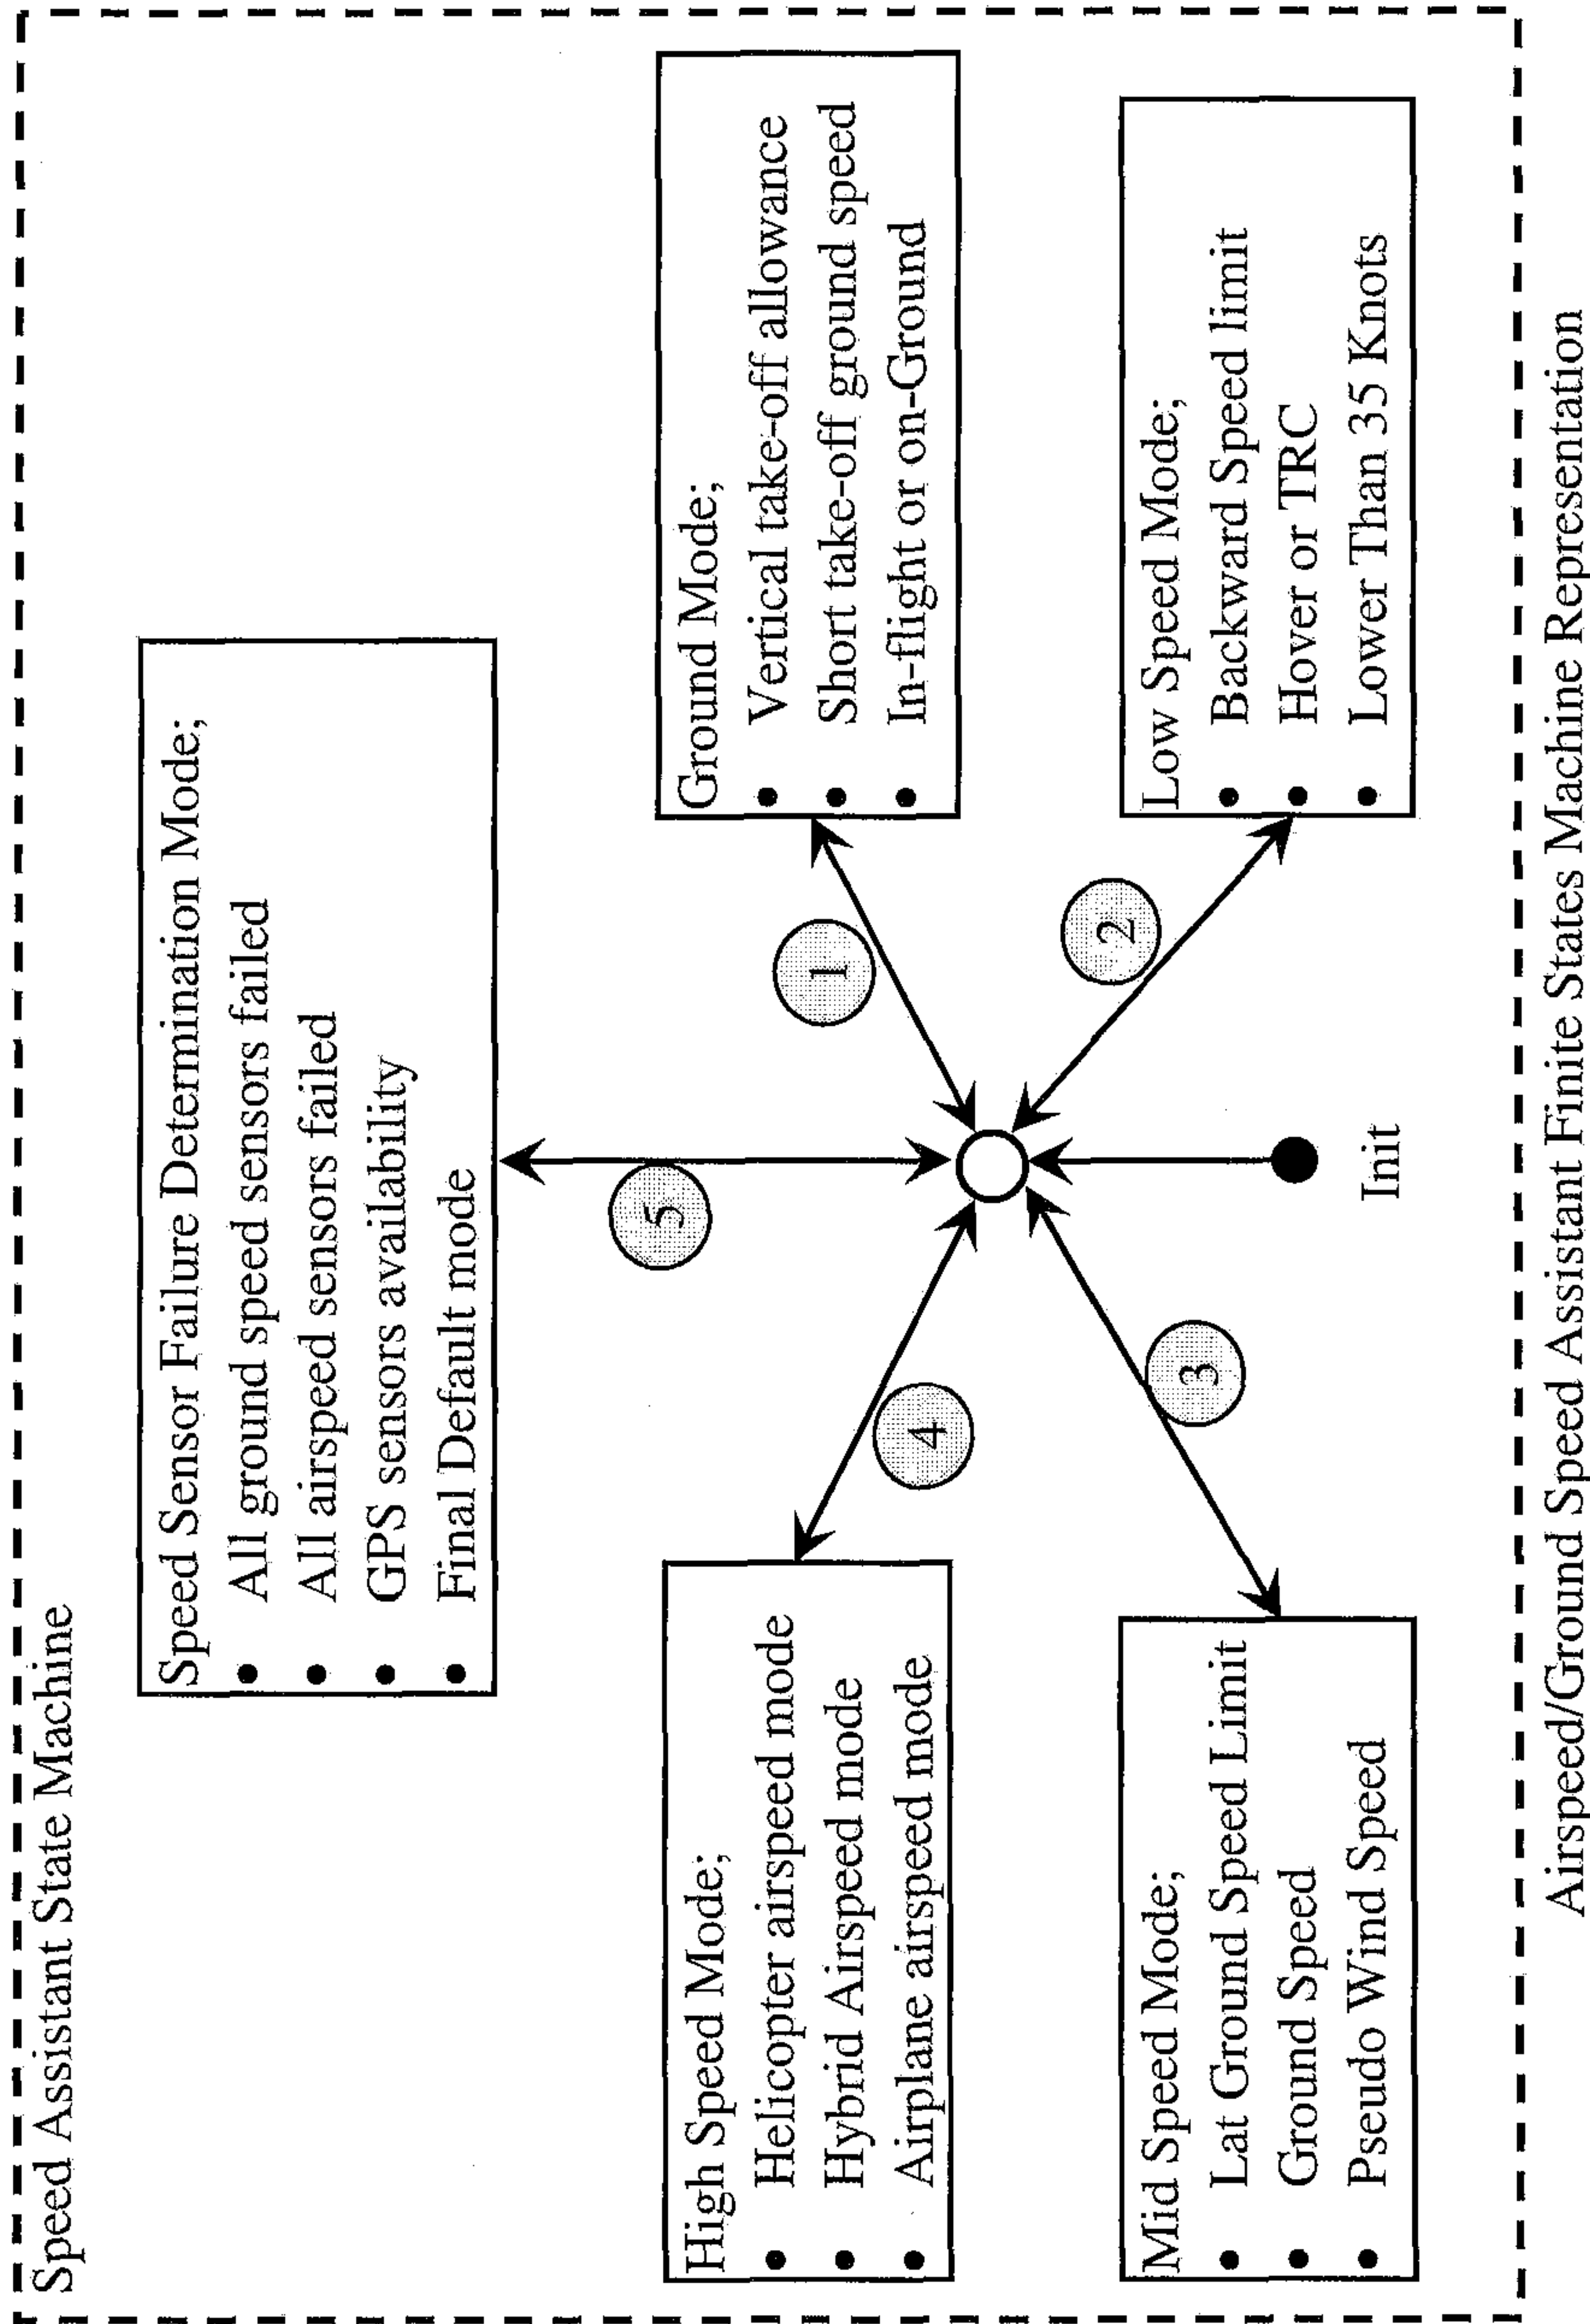 Speed Assistant State Machine
Speed Sensor Failure Determination Mode;
• All ground speed sensors failed
• All airspeed sensors failed
• GPS sensors availability
• Final Default mode
5
High Speed Mode;
• Helicopter airspeed mode
• Hybrid Airspeed mode
• Airplane airspeed mode
4
1
Ground Mode;
• Vertical take-off allowance
• Short take-off ground speed
• In-flight or on-Ground
Mid Speed Mode;
• Lat Ground Speed Limit
• Ground Speed
• Pseudo Wind Speed
3
2
Low Speed Mode;
• Backward Speed limit
• Hover or TRC
• Lower Than 35 Knots
Init
Airspeed/Ground Speed Assistant Finite States Machine Representation